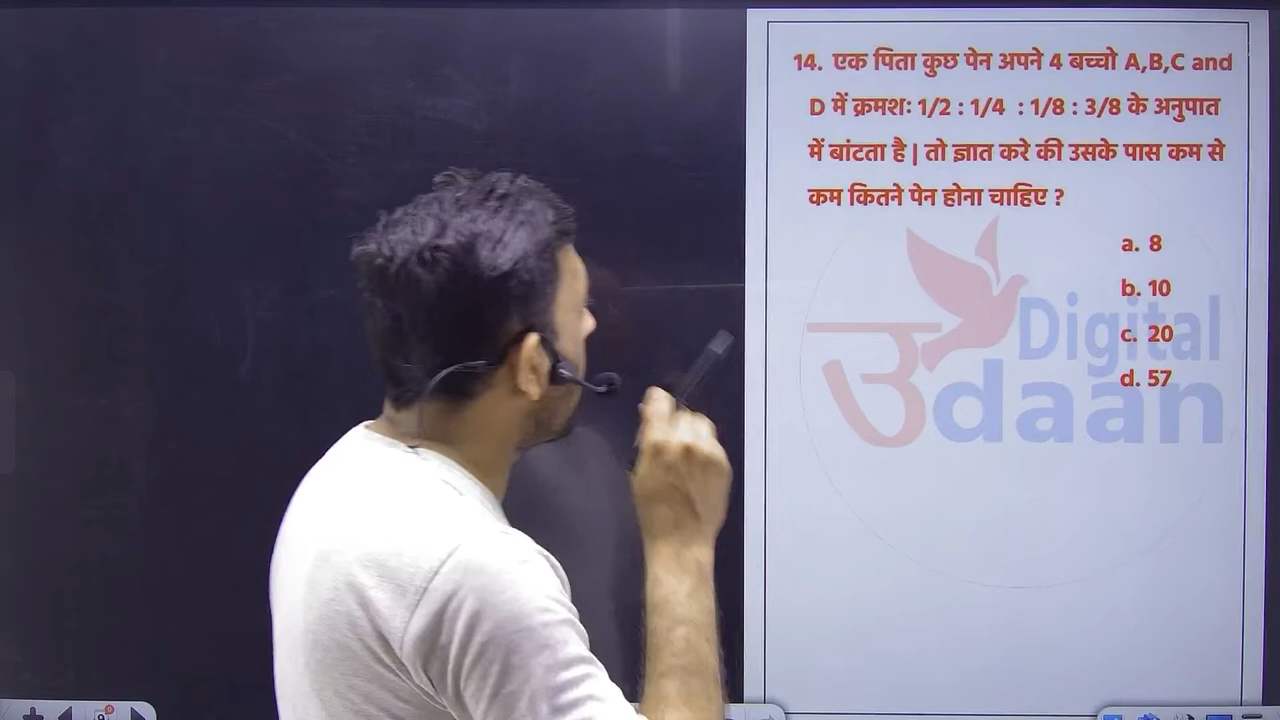 14. एक पिता कुछ पेन अपने 4 बच्चो A,B,C and
D में क्रमशः 1/2 : 1/4 : 1/8 : 3/8 के अनुपात
में बांटता है | तो ज्ञात करे की उसके पास कम से
कम कितने पेन होना चाहिए ?
a. 8
b. 10
c. 20
d. 57
Digital
उdaan